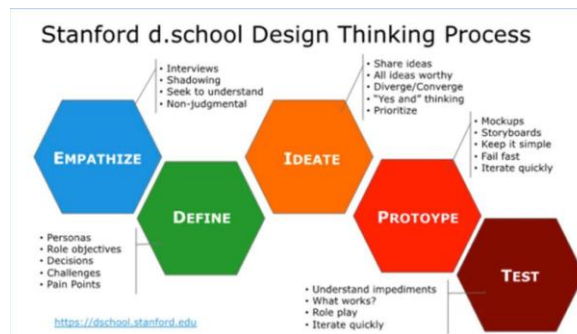 Stanford d.school Design Thinking Process
• Interviews
• Shadowing
• Seek to understand
• Non-judgmental
EMPATHIZE
• Personas
• Role objectives
• Decisions
• Challenges
• Pain Points
DEFINE
• Share ideas
• All ideas worthy
• Diverge/Converge
• “Yes and” thinking
• Prioritize
IDEATE
• Mockups
• Storyboards
• Keep it simple
• Fail fast
• Iterate quickly
PROTOYPE
• Understand impediments
• What works?
• Role play
• Iterate quickly
TEST
https://dschool.stanford.edu